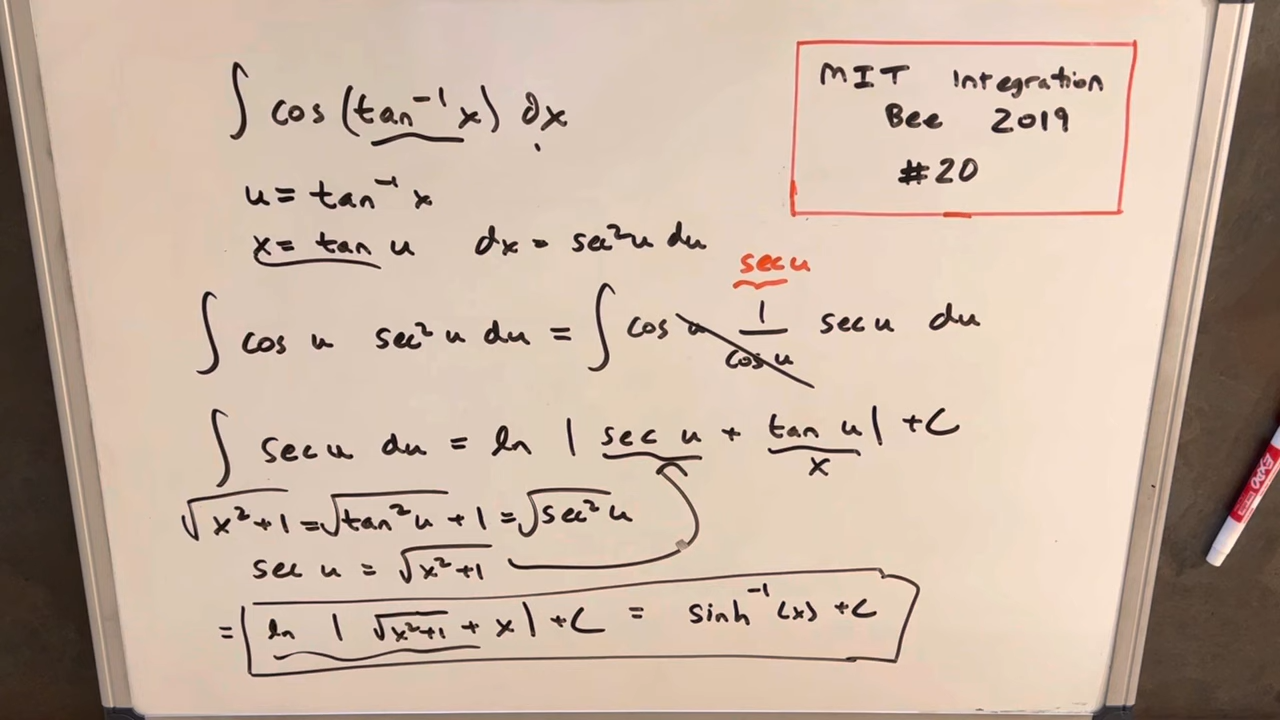 ∫ cos (tan⁻¹ x) dx
MIT Integration
Bee 2019
#20
u = tan⁻¹ x
x = tan u dx = sec²u du
sec u
∫ cos u sec² u du = ∫ cos u 1/cos u sec u du
∫ sec u du = ln | sec u + tan u | + C
x
√x²+1 = √tan²u + 1 = √sec²u
sec u = √x²+1
= ln | √x²+1 + x | + C = sinh⁻¹ (x) + C
EXPO